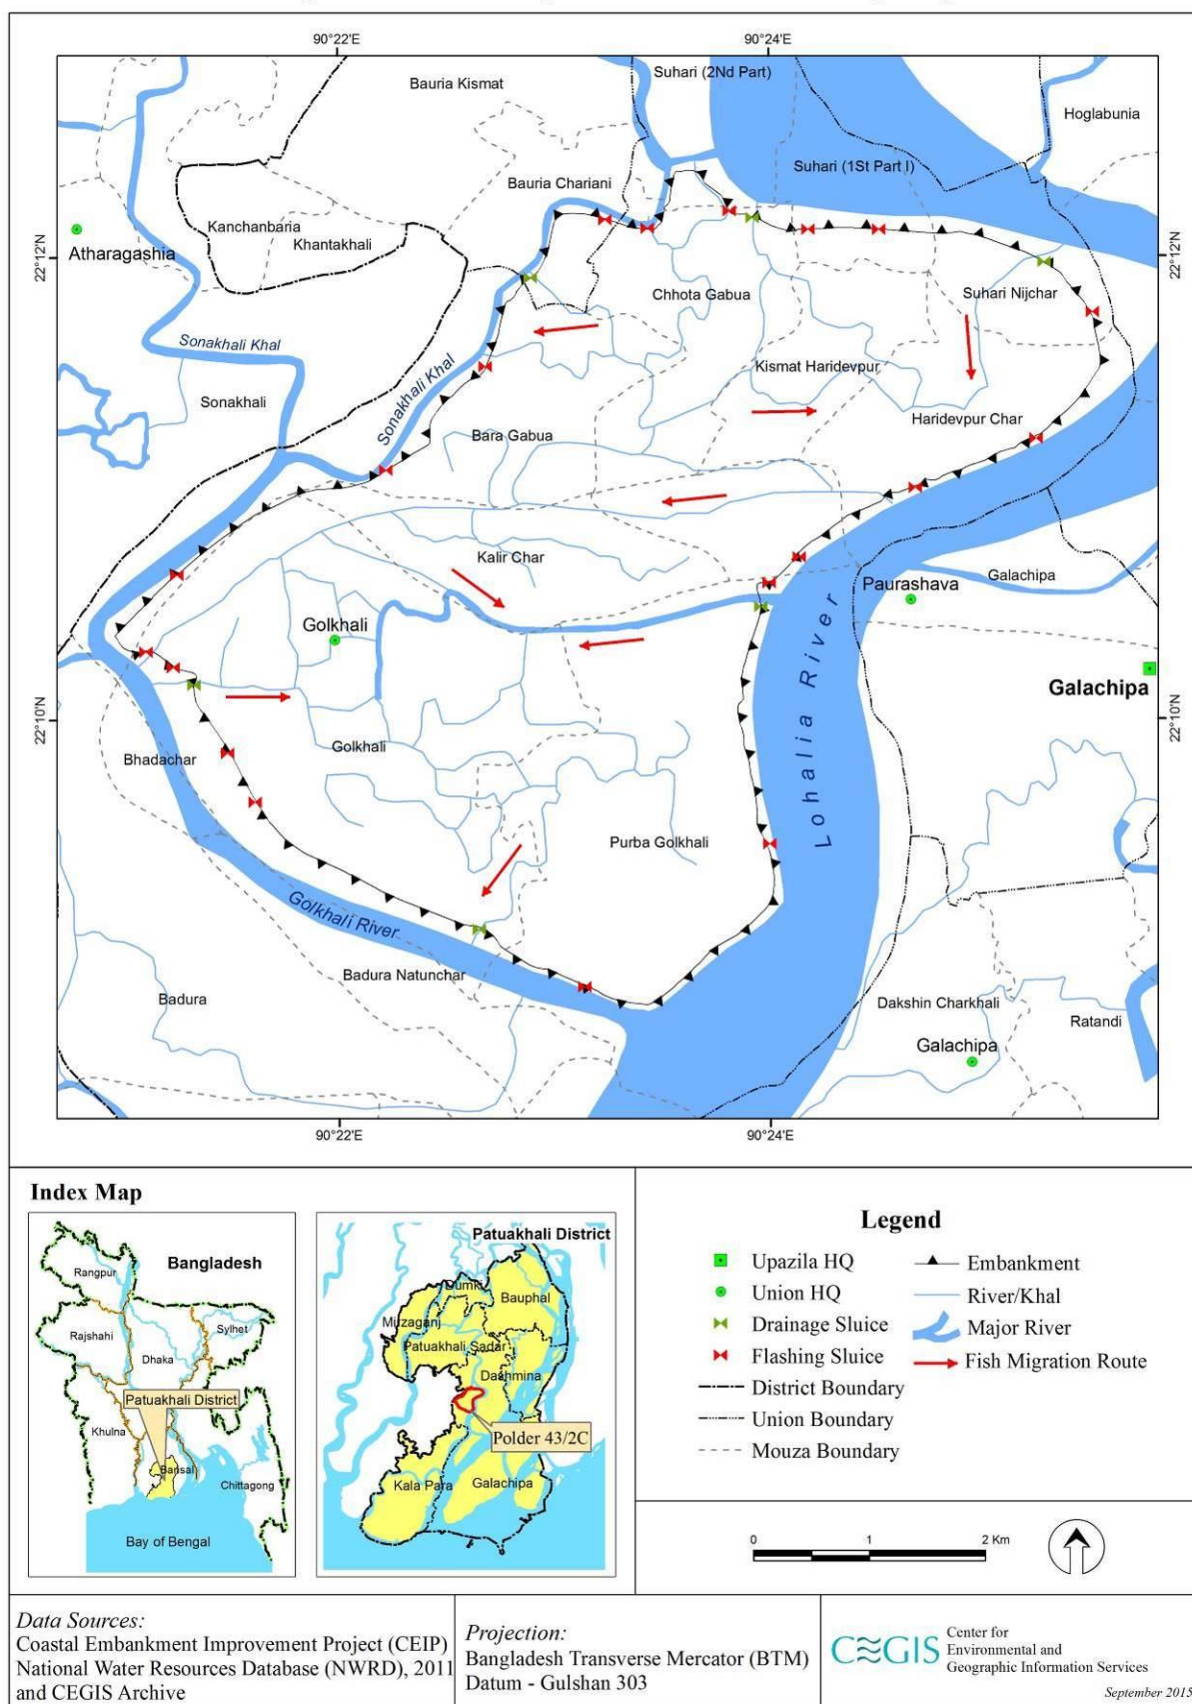 90°22'E
90°24'E
Suhari (2Nd Part)
Bauria Kismat
Hoglabunia
Suhari (1St Part I)
Bauria Chariani
Kanchanbaria
Khantakhali
Atharagashia
22°12'N
22°12'N
Chhota Gabua
Suhari Nijchar
Sonakhali Khal
Sonakhali Khal
Kismat Haridevpur
Sonakhali
Haridevpur Char
Bara Gabua
Kalir Char
Paurashava
Galachipa
Golkhali
Lohalia River
Galachipa
22°10'N
22°10'N
Golkhali
Bhadachar
Purba Golkhali
Golkhali River
Badura Natunchar
Badura
Dakshin Charkhali
Ratandi
Galachipa
90°22'E
90°24'E
Index Map
Bangladesh
Rangpur
Rajshahi
Sylhet
Dhaka
Patuakhali District
Khulna
Barisal
Chittagong
Bay of Bengal
Patuakhali District
Dumki
Bauphal
Mirzaganj
Patuakhali Sadar
Dashmina
Polder 43/2C
Kala Para
Galachipa
Legend
Upazila HQ
Union HQ
Drainage Sluice
Flashing Sluice
District Boundary
Union Boundary
Mouza Boundary
Embankment
River/Khal
Major River
Fish Migration Route
0 1 2 Km
Data Sources:
Coastal Embankment Improvement Project (CEIP)
National Water Resources Database (NWRD), 2011
and CEGIS Archive
Projection:
Bangladesh Transverse Mercator (BTM)
Datum - Gulshan 303
CEGIS
Center for
Environmental and
Geographic Information Services
September 2015